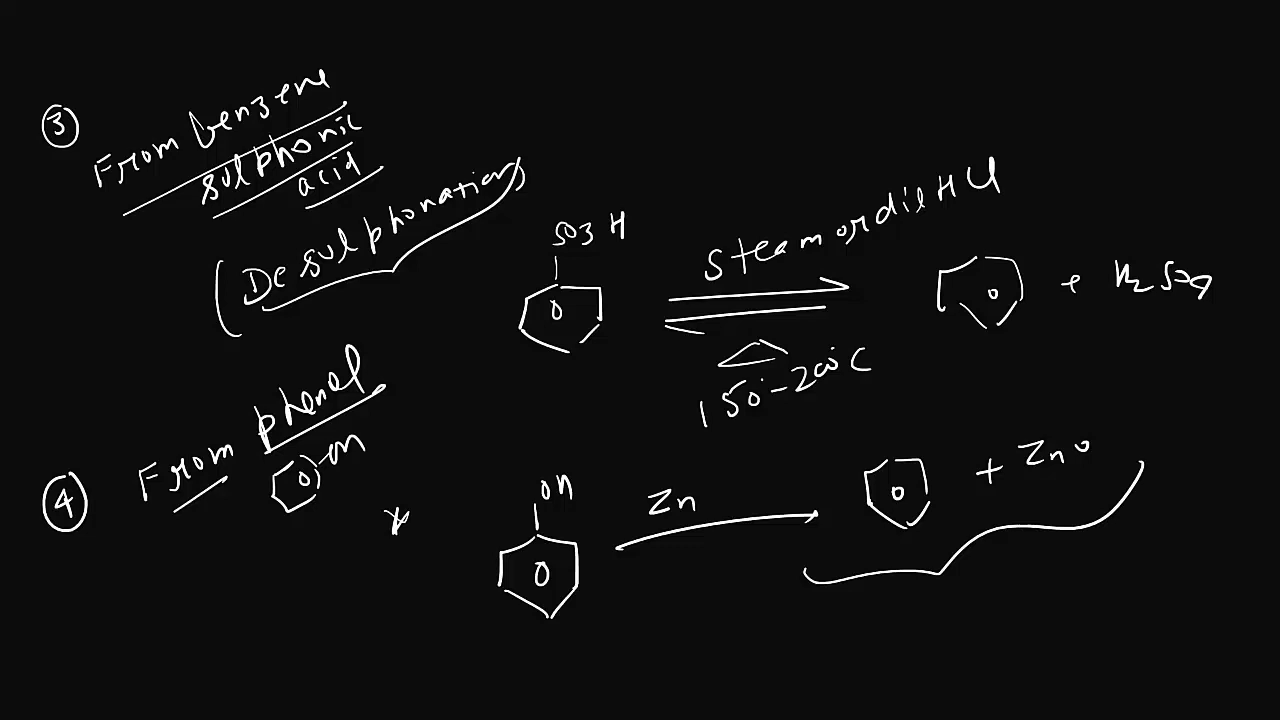 ③
From benzene
sulphonic
acid
(Desulphonation)
SO3H
steam or dil HCl
150°-200°C
+ H2SO4
④ From phenol
OH
OH
Zn
+ ZnO